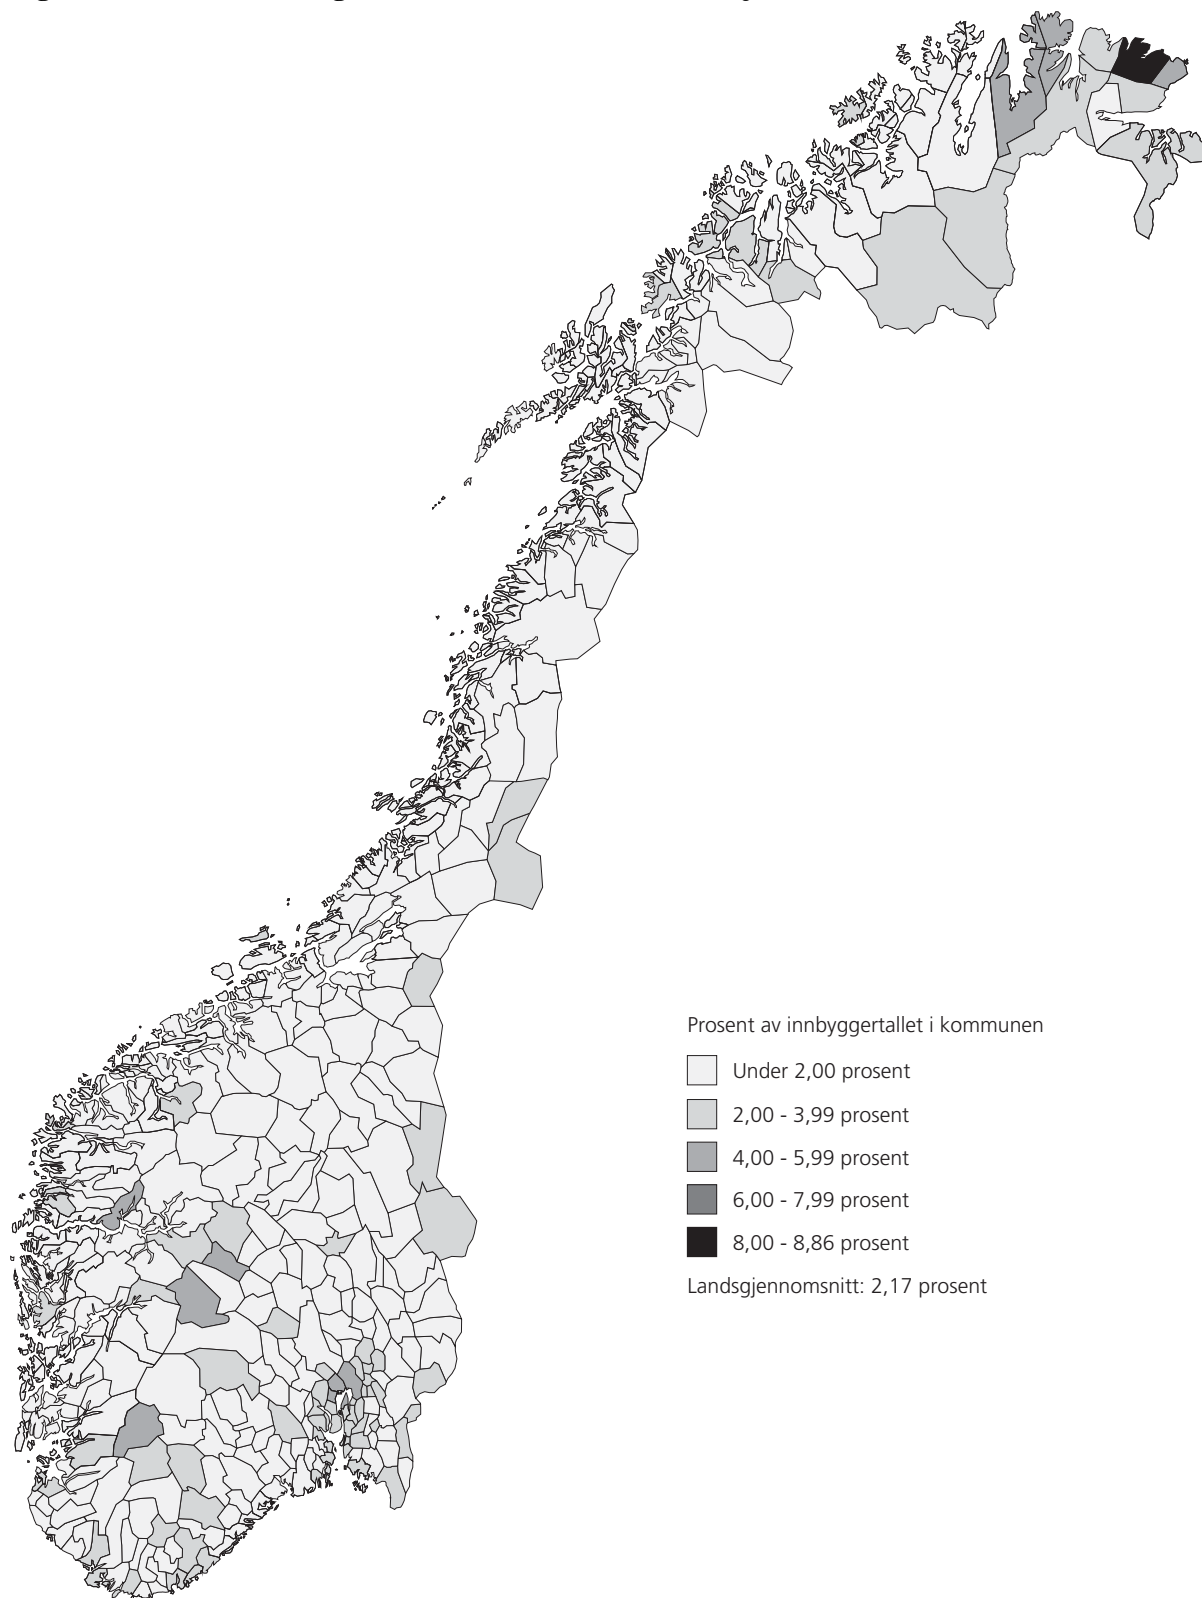 Prosent av innbyggertallet i kommunen
Under 2,00 prosent
2,00 - 3,99 prosent
4,00 - 5,99 prosent
6,00 - 7,99 prosent
8,00 - 8,86 prosent
Landsgjennomsnitt: 2,17 prosent